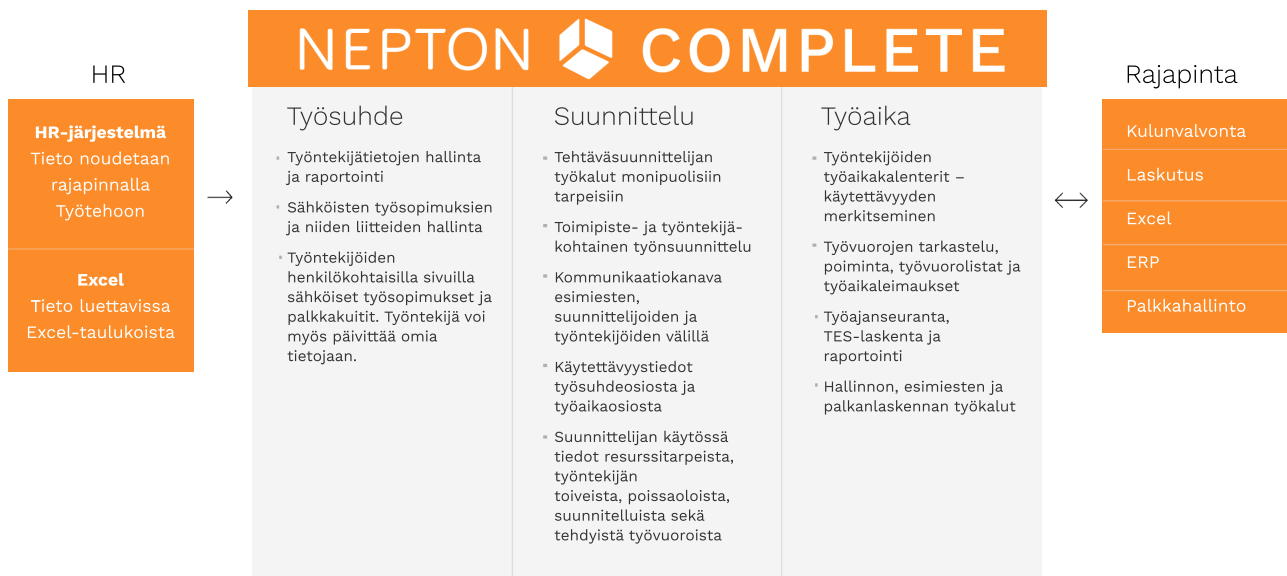 NEPTON COMPLETE
HR
HR-järjestelmä
Tieto noudetaan
rajapinnalla
Työtehoon
Excel
Tieto luettavissa
Excel-taulukoista
Työsuhde
Työntekijätietojen hallinta
ja raportointi
Sähköisten työsopimuksien
ja niiden liitteiden hallinta
Työntekijöiden
henkilökohtaisilla sivuilla
sähköiset työsopimukset ja
palkkakuitit. Työntekijä voi
myös päivittää omia
tietojaan.
Suunnittelu
Tehtäväsuunnittelijan
työkalut monipuolisiin
tarpeisiin
Toimipiste- ja työntekijä-
kohtainen työnsuunnittelu
Kommunikaatiokanava
esimiesten,
suunnittelijoiden ja
työntekijöiden välillä
Käytettävyystiedot
työsuhdeosiosta ja
työaikaosiosta
Suunnittelijan käytössä
tiedot resurssitarpeista,
työntekijän
toiveista, poissaoloista,
suunnitelluista sekä
tehdyistä työvuoroista
Työaika
Työntekijöiden
työaikakalenterit –
käytettävyyden
merkitseminen
Työvuorojen tarkastelu,
poiminta, työvuorolistat ja
työaikaleimaukset
Työajanseuranta,
TES-laskenta ja
raportointi
Hallinnon, esimiesten ja
palkanlaskennan työkalut
Rajapinta
Kulunvalvonta
Laskutus
Excel
ERP
Palkkahallinto